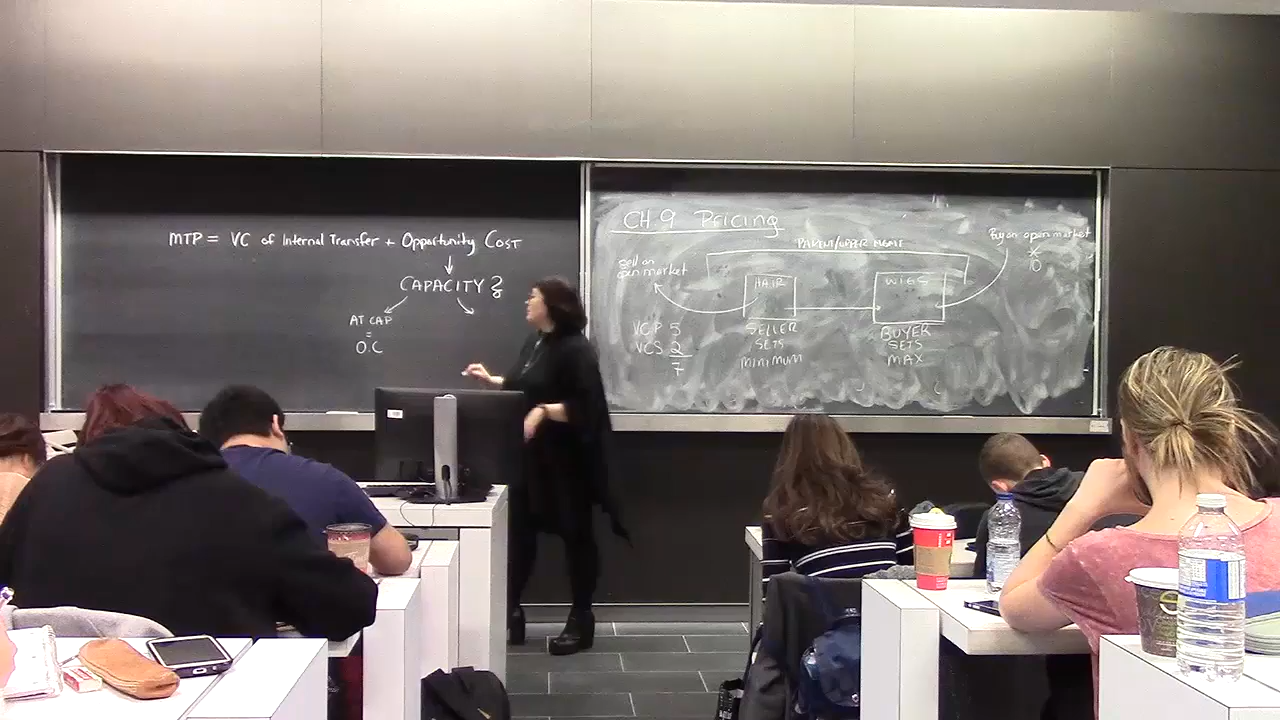 MTP = VC of Internal Transfer + Opportunity Cost
CAPACITY?
AT CAP
=
O.C
CH.9 Pricing
PARENT/UPPER MGMT
Sell on
open market
Buy on open market
10
HAIR
WIGS
VCP 5
VCS 2
7
SELLER
SETS
MINIMUM
BUYER
SETS
MAX